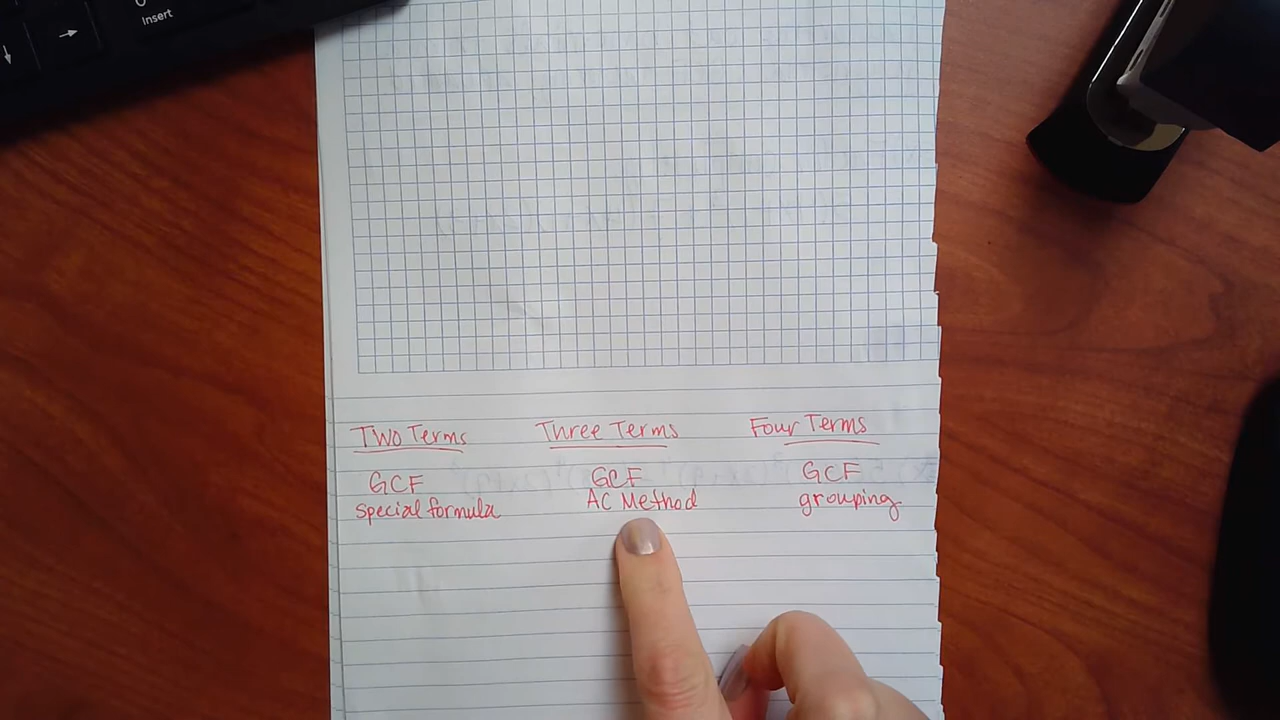 Insert
Two Terms Three Terms Four Terms
GCF GCF GCF
special formula AC Method grouping